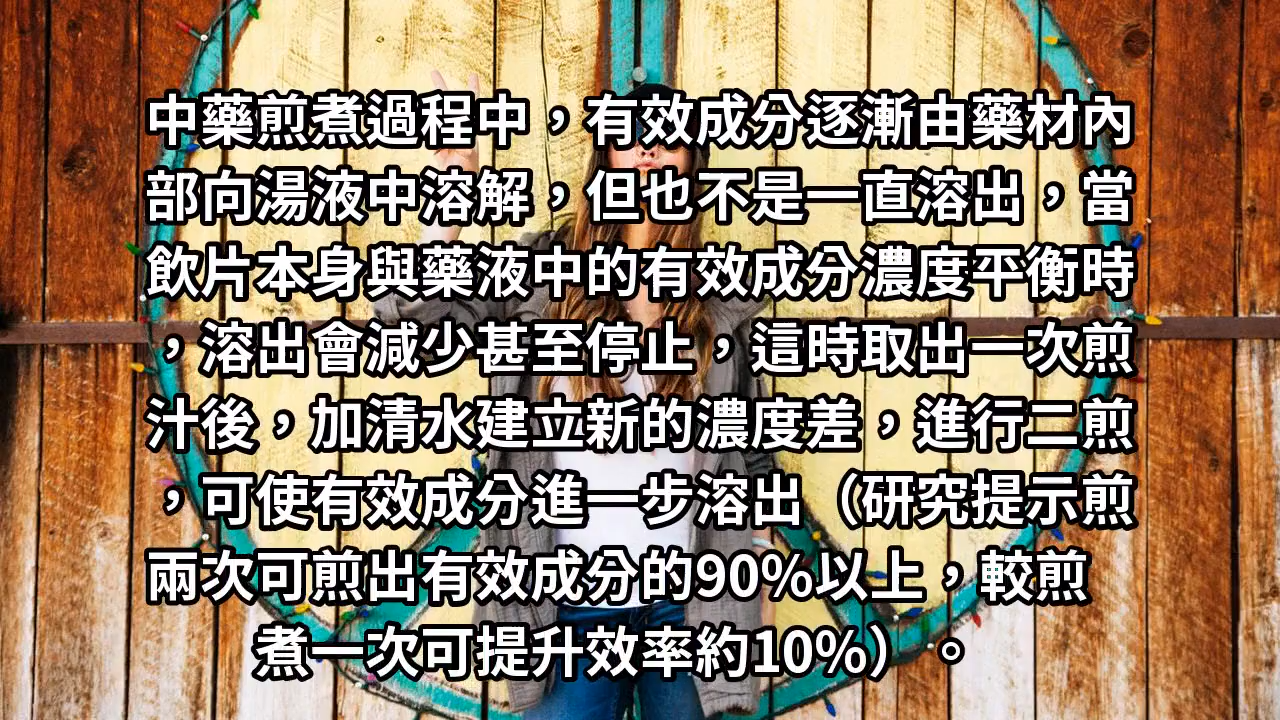 中藥煎煮過程中，有效成分逐漸由藥材內
部向湯液中溶解，但也不是一直溶出，當
飲片本身與藥液中的有效成分濃度平衡時
，溶出會減少甚至停止，這時取出一次煎
汁後，加清水建立新的濃度差，進行二煎
，可使有效成分進一步溶出（研究提示煎
兩次可煎出有效成分的90%以上，較煎
煮一次可提升效率約10%）。